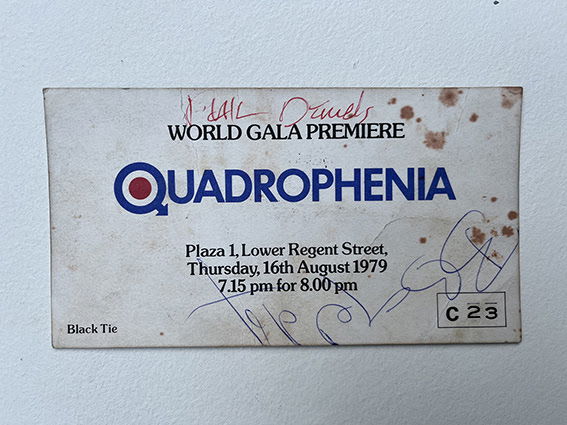 WORLD GALA PREMIERE
QUADROPHENIA
Plaza 1, Lower Regent Street,
Thursday, 16th August 1979
7.15 pm for 8.00 pm
C 23
Black Tie